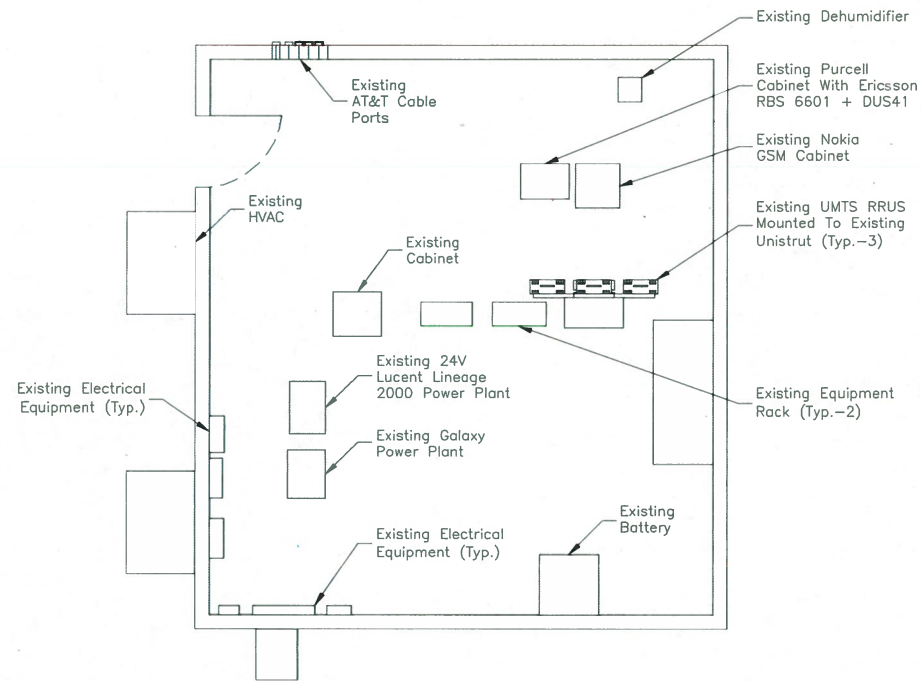 Existing Dehumidifier
Existing Purcell
Cabinet With Ericsson
RBS 6601 + DUS41
Existing
AT&T Cable
Ports
Existing Nokia
GSM Cabinet
Existing
HVAC
Existing UMTS RRUS
Mounted To Existing
Unistrut (Typ.-3)
Existing
Cabinet
Existing 24V
Lucent Lineage
2000 Power Plant
Existing Electrical
Equipment (Typ.)
Existing Equipment
Rack (Typ.-2)
Existing Galaxy
Power Plant
Existing
Battery
Existing Electrical
Equipment (Typ.)